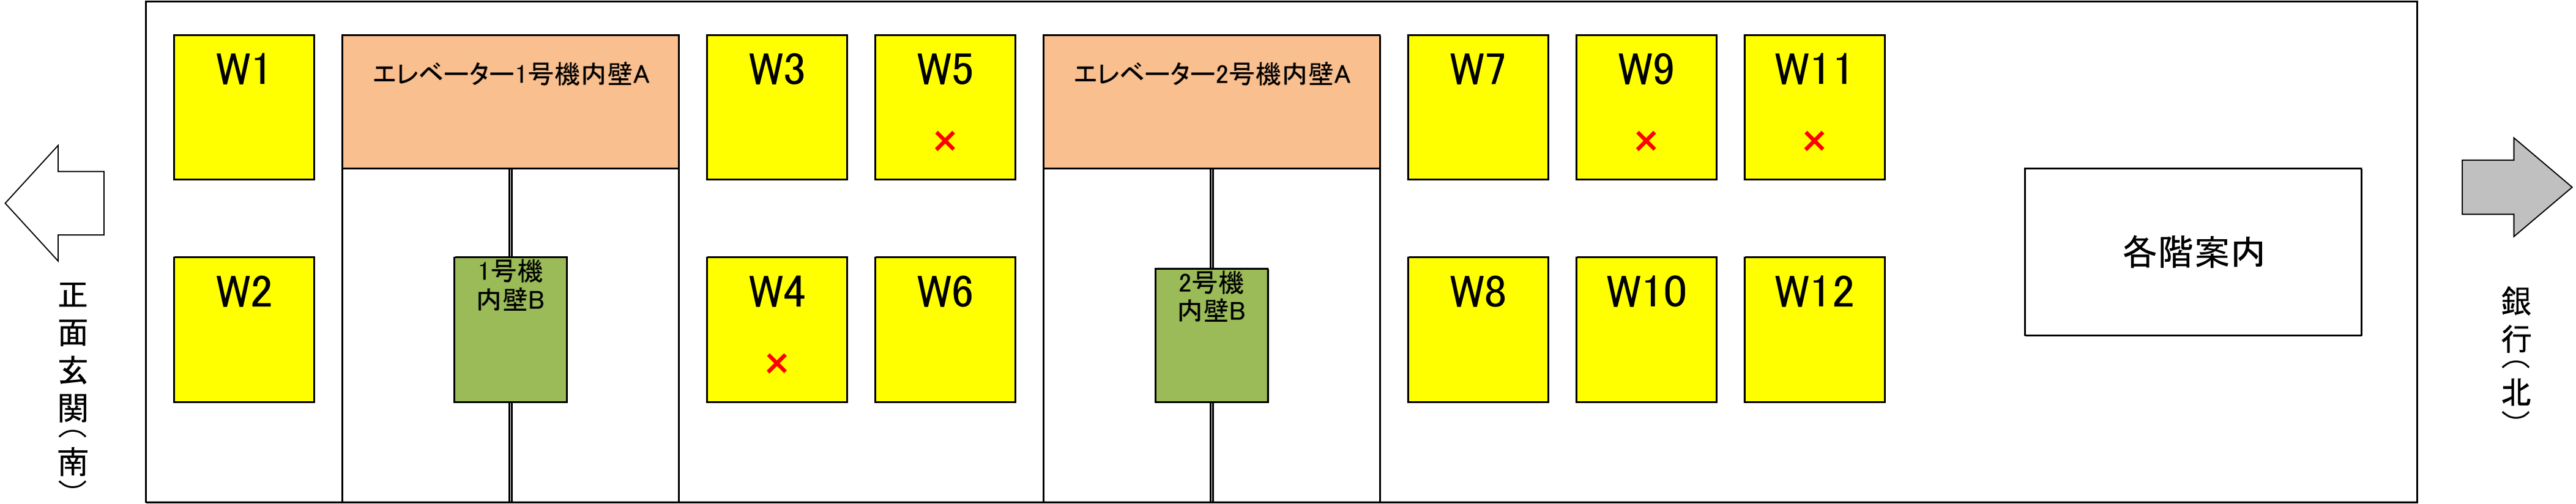 W1
エレベーター1号機内壁A
W3
W5
×
エレベーター2号機内壁A
W7
W9
×
W11
×
W2
1号機
内壁B
W4
×
W6
2号機
内壁B
W8
W10
W12
各階案内
正面玄関(南)
銀行(北)